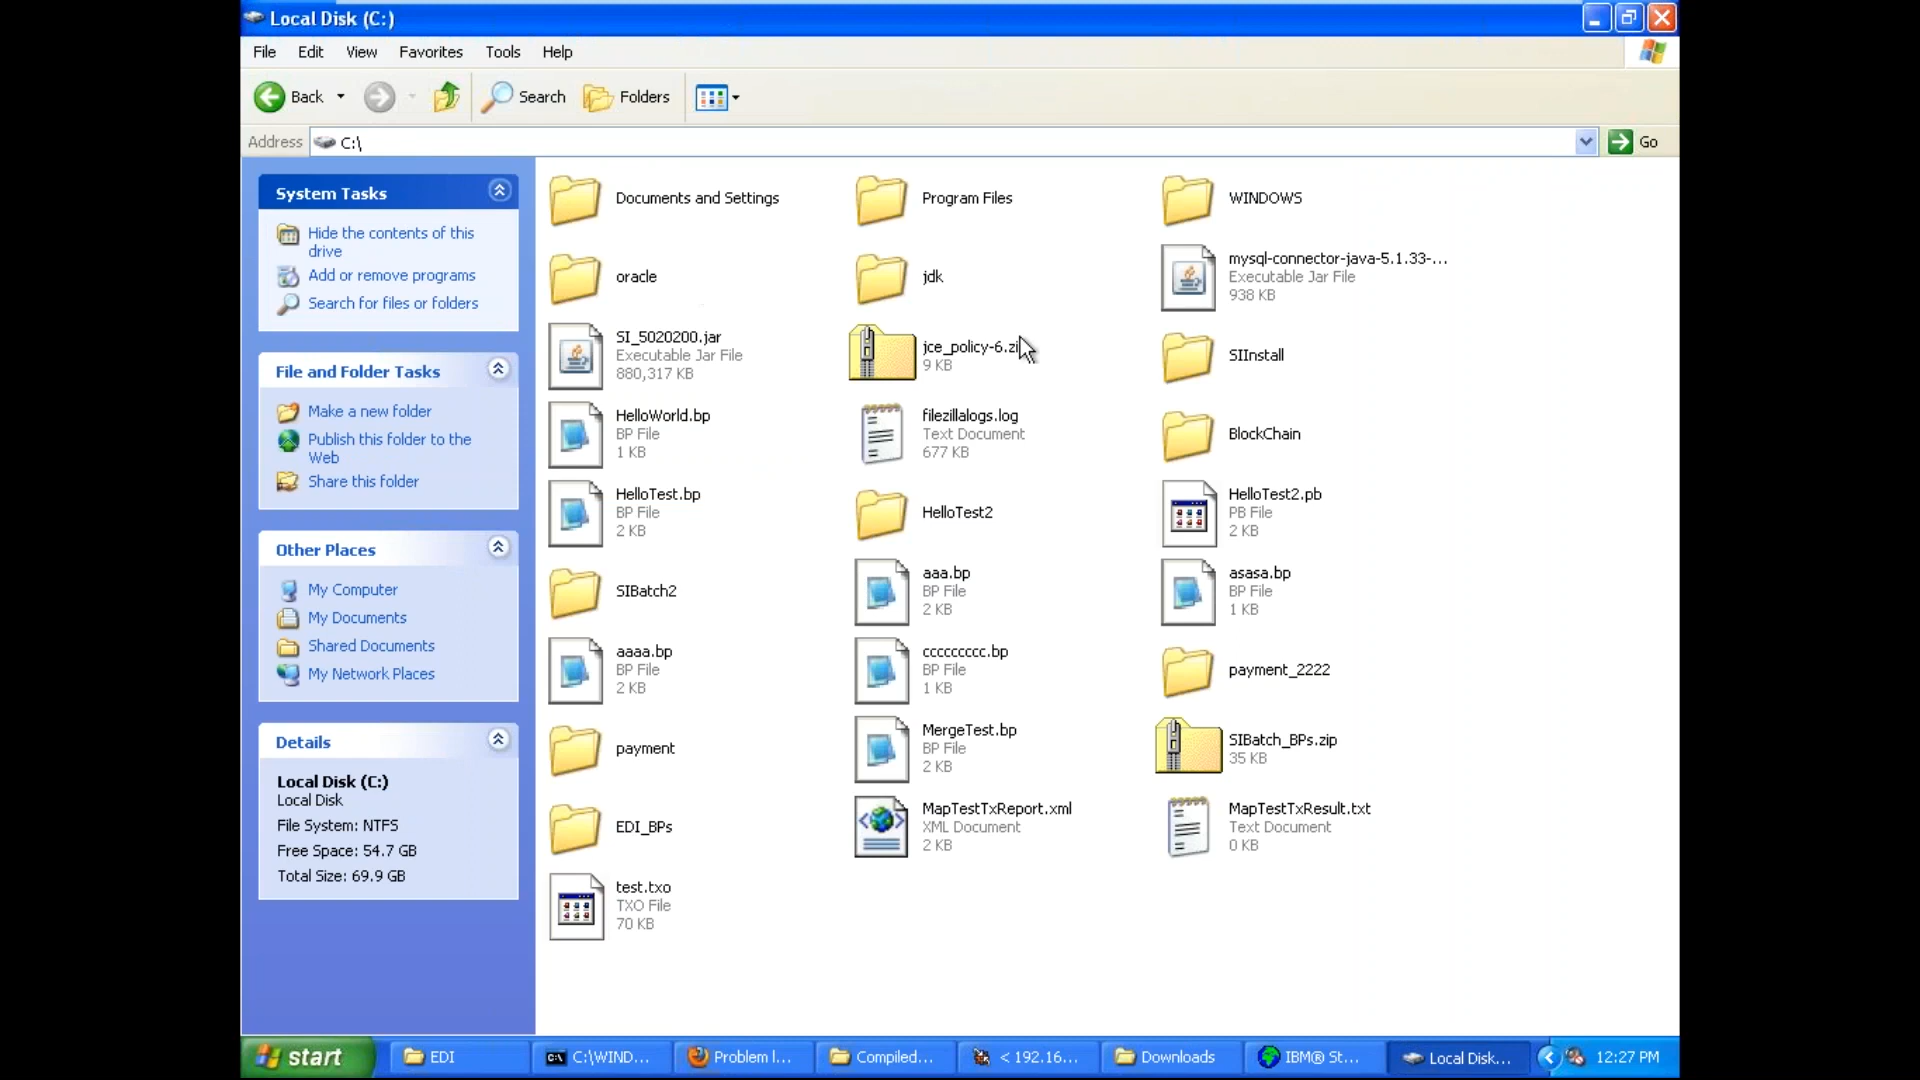 Local Disk (C:)
File Edit View Favorites Tools Help
Back Search Folders
Address C:\ Go
System Tasks
Hide the contents of this
drive
Add or remove programs
Search for files or folders
File and Folder Tasks
Make a new folder
Publish this folder to the
Web
Share this folder
Other Places
My Computer
My Documents
Shared Documents
My Network Places
Details
Local Disk (C:)
Local Disk
File System: NTFS
Free Space: 54.7 GB
Total Size: 69.9 GB
Documents and Settings
Program Files
WINDOWS
oracle
jdk
mysql-connector-java-5.1.33-...
Executable Jar File
938 KB
SI_5020200.jar
Executable Jar File
880,317 KB
jce_policy-6.zi
9 KB
SIInstall
HelloWorld.bp
BP File
1 KB
filezillalogs.log
Text Document
677 KB
BlockChain
HelloTest.bp
BP File
2 KB
HelloTest2
HelloTest2.pb
PB File
2 KB
SIBatch2
aaa.bp
BP File
2 KB
asasa.bp
BP File
1 KB
aaaa.bp
BP File
2 KB
ccccccccc.bp
BP File
1 KB
payment_2222
payment
MergeTest.bp
BP File
2 KB
SIBatch_BPs.zip
35 KB
EDI_BPs
MapTestTxReport.xml
XML Document
2 KB
MapTestTxResult.txt
Text Document
0 KB
test.txo
TXO File
70 KB
start EDI C:\WIND... Problem l... Compiled... < 192.16... Downloads IBM® St... Local Disk... 12:27 PM